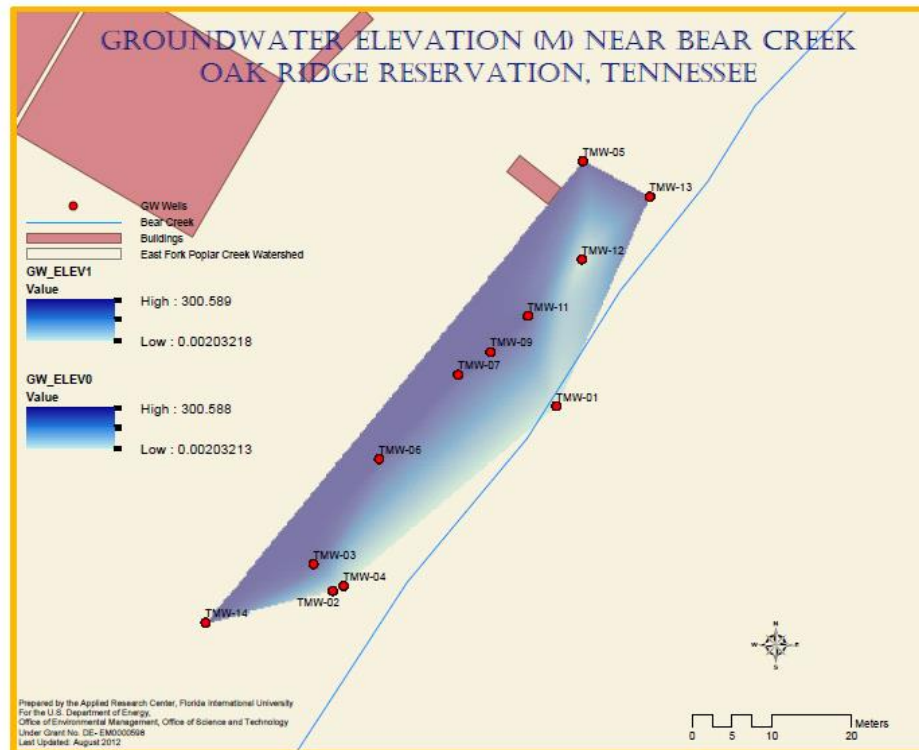 GROUNDWATER ELEVATION (M) NEAR BEAR CREEK
OAK RIDGE RESERVATION, TENNESSEE
TMW-05
TMW-13
TMW-12
TMW-11
TMW-09
TMW-07
TMW-01
TMW-06
TMW-03
TMW-04
TMW-02
TMW-14
GW Wells
Bear Creek
Buildings
East Fork Poplar Creek Watershed
GW_ELEV1
Value
High : 300.589
Low : 0.00203218
GW_ELEV0
Value
High : 300.588
Low : 0.00203213
N
W E
S
Prepared by the Applied Research Center, Florida International University
For the U.S. Department of Energy,
Office of Environmental Management, Office of Science and Technology
Under Grant No. DE- EM0000598
Last Updated: August 2012
Meters
0 5 10 20